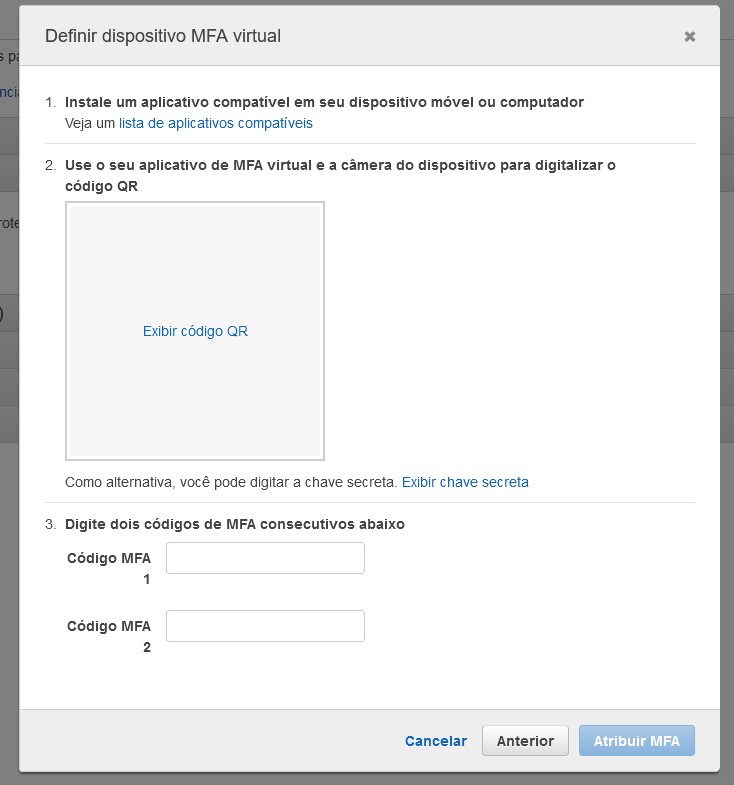 Definir dispositivo MFA virtual
1. Instale um aplicativo compatível em seu dispositivo móvel ou computador
Veja um lista de aplicativos compatíveis
2. Use o seu aplicativo de MFA virtual e a câmera do dispositivo para digitalizar o
código QR
Exibir código QR
Como alternativa, você pode digitar a chave secreta. Exibir chave secreta
3. Digite dois códigos de MFA consecutivos abaixo
Código MFA
1
Código MFA
2
Cancelar Anterior Atribuir MFA